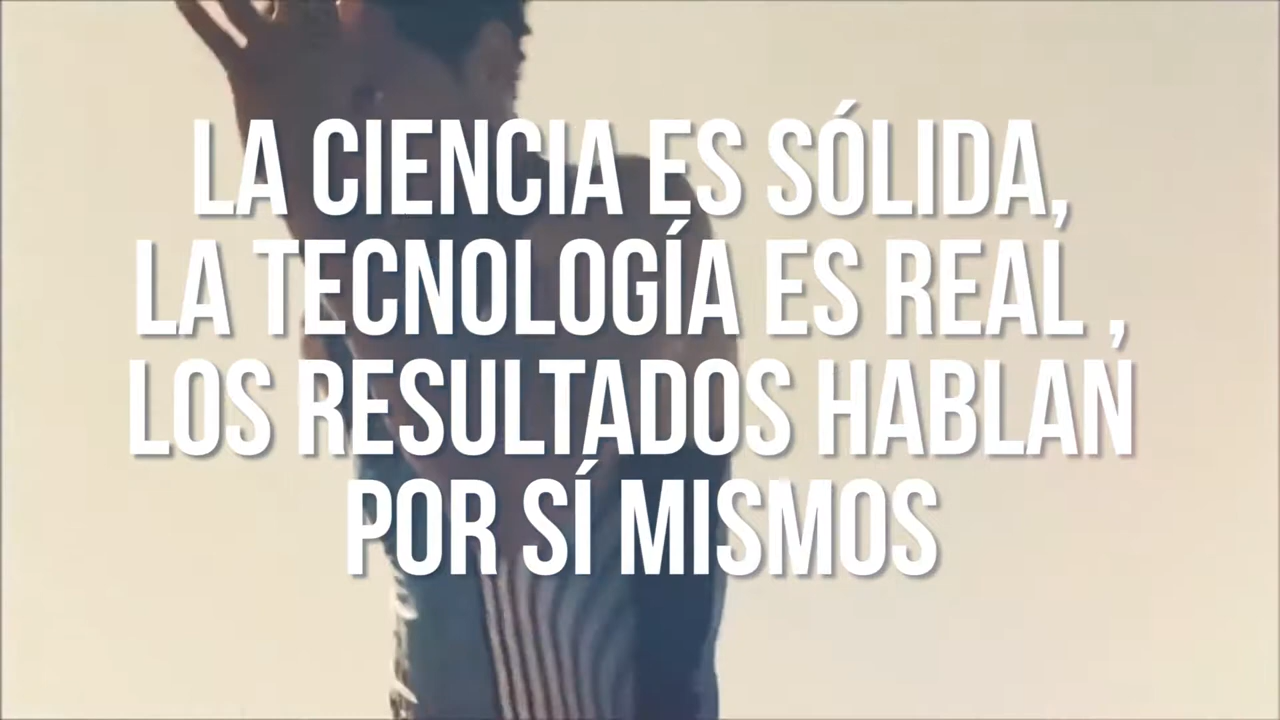 LA CIENCIA ES SÓLIDA,
LA TECNOLOGÍA ES REAL ,
LOS RESULTADOS HABLAN
POR SÍ MISMOS